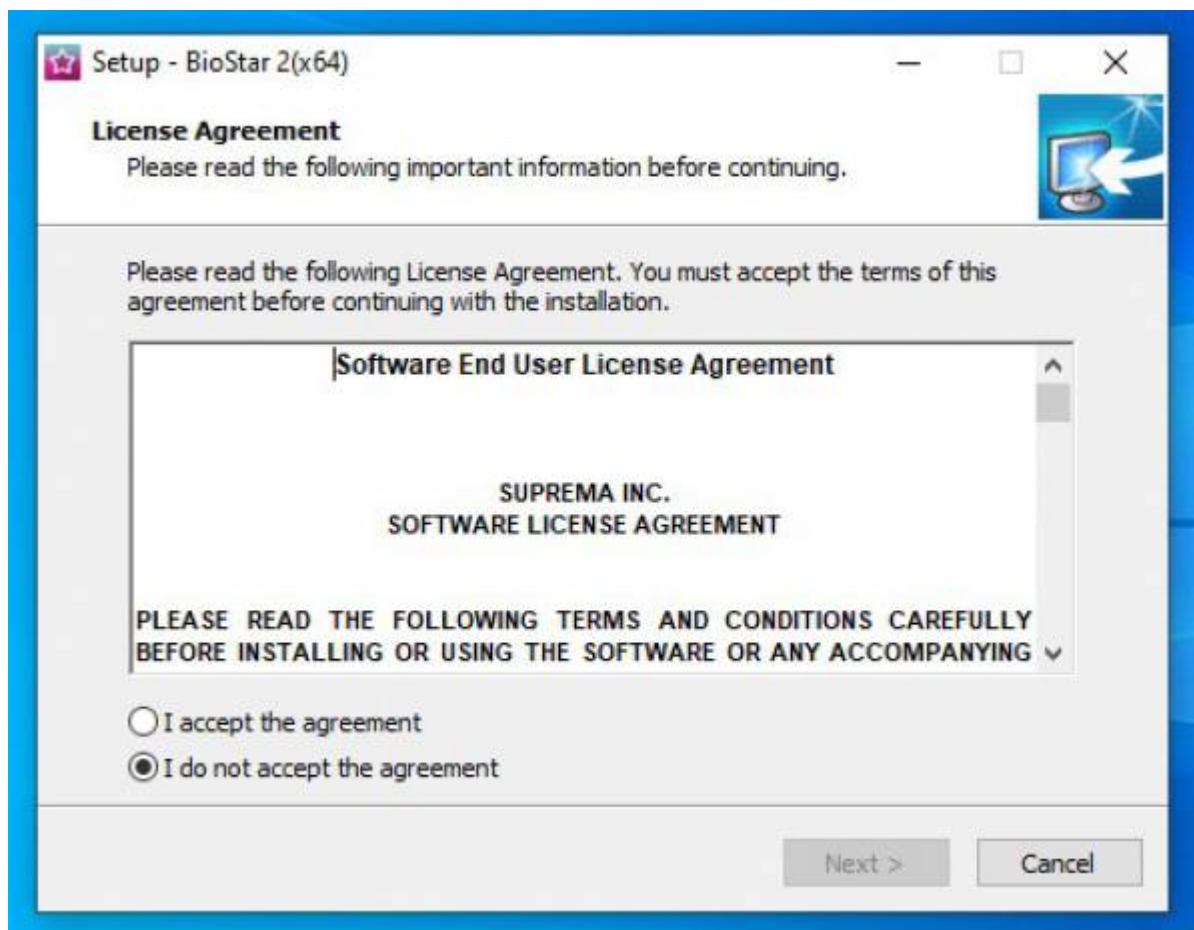 Setup - BioStar 2(x64)
License Agreement
Please read the following important information before continuing.
Please read the following License Agreement. You must accept the terms of this
agreement before continuing with the installation.
Software End User License Agreement
SUPREMA INC.
SOFTWARE LICENSE AGREEMENT
PLEASE READ THE FOLLOWING TERMS AND CONDITIONS CAREFULLY
BEFORE INSTALLING OR USING THE SOFTWARE OR ANY ACCOMPANYING
I accept the agreement
I do not accept the agreement
Next >
Cancel